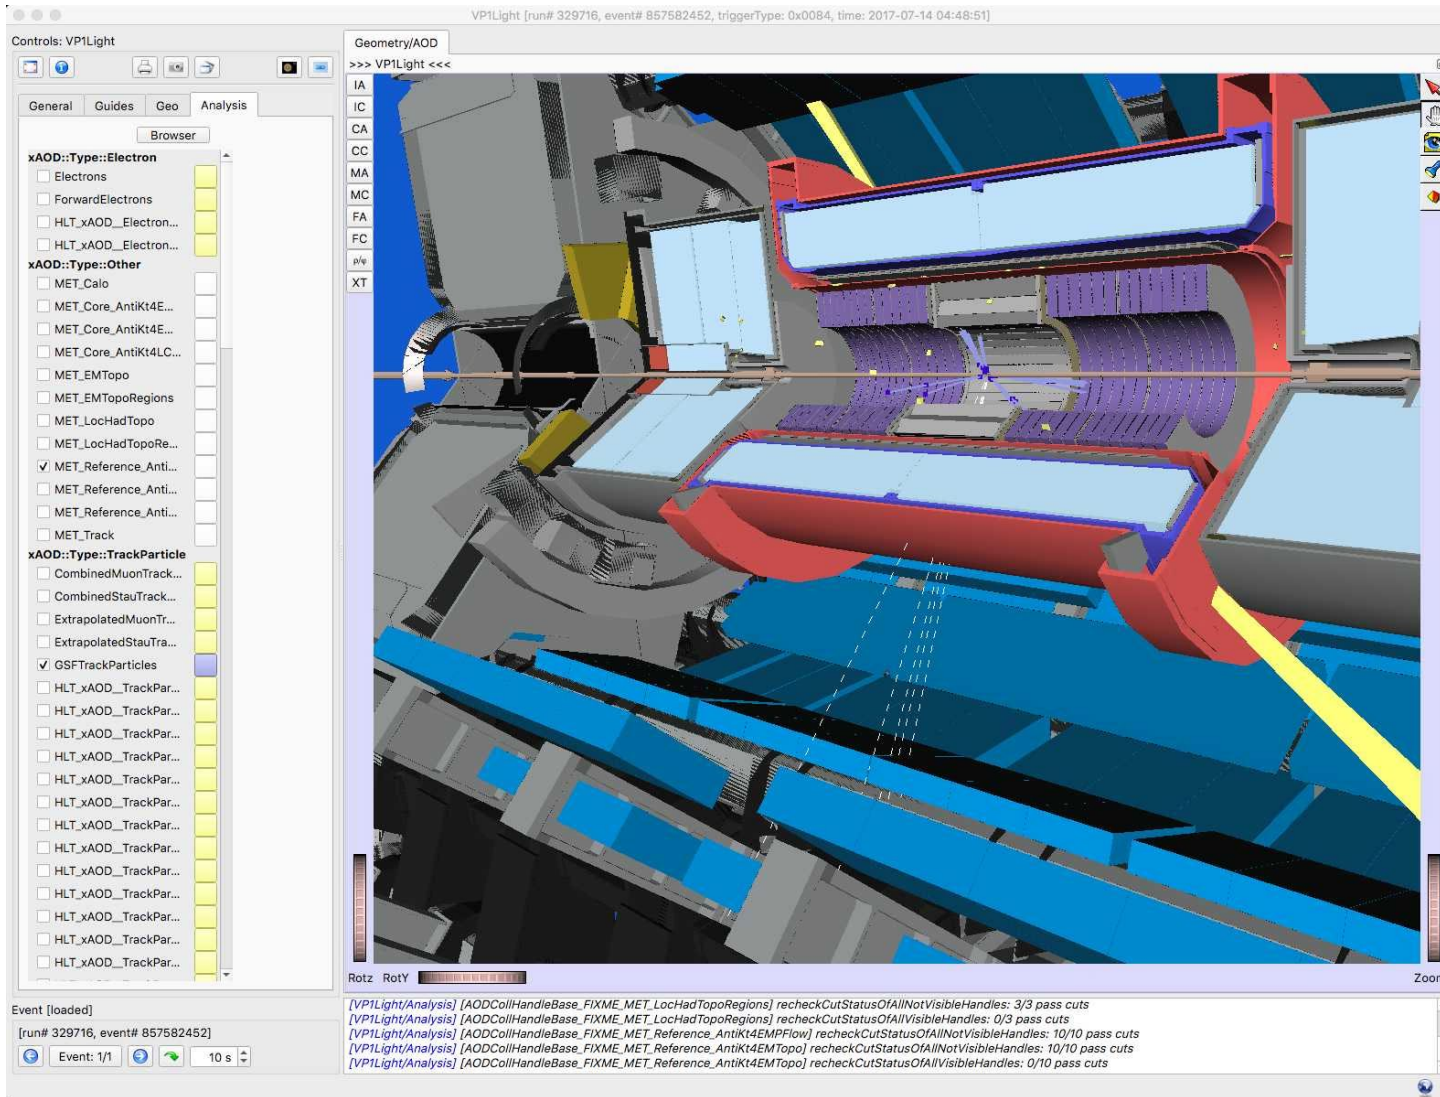 VP1Light [run# 329716, event# 857582452, triggerType: 0x0084, time: 2017-07-14 04:48:51]
Controls: VP1Light
General Guides Geo Analysis
Browser
xAOD::Type::Electron
Electrons
ForwardElectrons
HLT_xAOD__Electron...
HLT_xAOD__Electron...
xAOD::Type::Other
MET_Calo
MET_Core_AntiKt4E...
MET_Core_AntiKt4E...
MET_Core_AntiKt4LC...
MET_EMTopo
MET_EMTopoRegions
MET_LocHadTopo
MET_LocHadTopoRe...
MET_Reference_Anti...
MET_Reference_Anti...
MET_Reference_Anti...
MET_Track
xAOD::Type::TrackParticle
CombinedMuonTrack...
CombinedStauTrack...
ExtrapolatedMuonTr...
ExtrapolatedStauTra...
GSFTrackParticles
HLT_xAOD__TrackPar...
HLT_xAOD__TrackPar...
HLT_xAOD__TrackPar...
HLT_xAOD__TrackPar...
HLT_xAOD__TrackPar...
HLT_xAOD__TrackPar...
HLT_xAOD__TrackPar...
HLT_xAOD__TrackPar...
HLT_xAOD__TrackPar...
HLT_xAOD__TrackPar...
HLT_xAOD__TrackPar...
HLT_xAOD__TrackPar...
HLT_xAOD__TrackPar...
Event [loaded]
[run# 329716, event# 857582452]
Event: 1/1 10 s
Geometry/AOD
>>> VP1Light <<<
IA
IC
CA
CC
MA
MC
FA
FC
ρ/φ
XT
Rotz RotY Zoom
[VP1Light/Analysis] [AODCollHandleBase_FIXME_MET_LocHadTopoRegions] recheckCutStatusOfAllNotVisibleHandles: 3/3 pass cuts
[VP1Light/Analysis] [AODCollHandleBase_FIXME_MET_LocHadTopoRegions] recheckCutStatusOfAllVisibleHandles: 0/3 pass cuts
[VP1Light/Analysis] [AODCollHandleBase_FIXME_MET_Reference_AntiKt4EMPFlow] recheckCutStatusOfAllNotVisibleHandles: 10/10 pass cuts
[VP1Light/Analysis] [AODCollHandleBase_FIXME_MET_Reference_AntiKt4EMTopo] recheckCutStatusOfAllNotVisibleHandles: 10/10 pass cuts
[VP1Light/Analysis] [AODCollHandleBase_FIXME_MET_Reference_AntiKt4EMTopo] recheckCutStatusOfAllVisibleHandles: 0/10 pass cuts